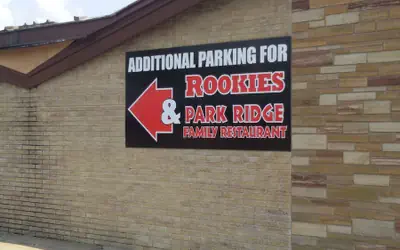 ADDITIONAL PARKING FOR
ROOKIES
&
PARK RIDGE
FAMILY RESTAURANT